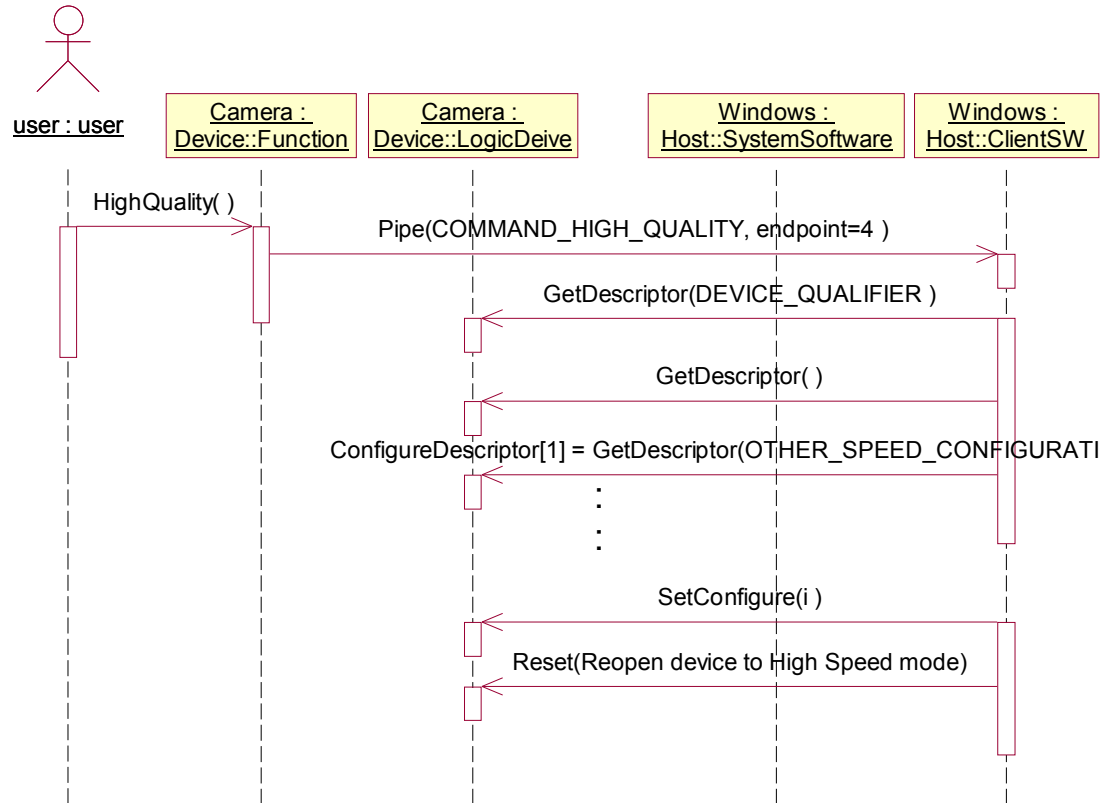 user : user
Camera :
Device::Function
Camera :
Device::LogicDeive
Windows :
Host::SystemSoftware
Windows :
Host::ClientSW
HighQuality( )
Pipe(COMMAND_HIGH_QUALITY, endpoint=4 )
GetDescriptor(DEVICE_QUALIFIER )
GetDescriptor( )
ConfigureDescriptor[1] = GetDescriptor(OTHER_SPEED_CONFIGURATI
:
:
SetConfigure(i )
Reset(Reopen device to High Speed mode)